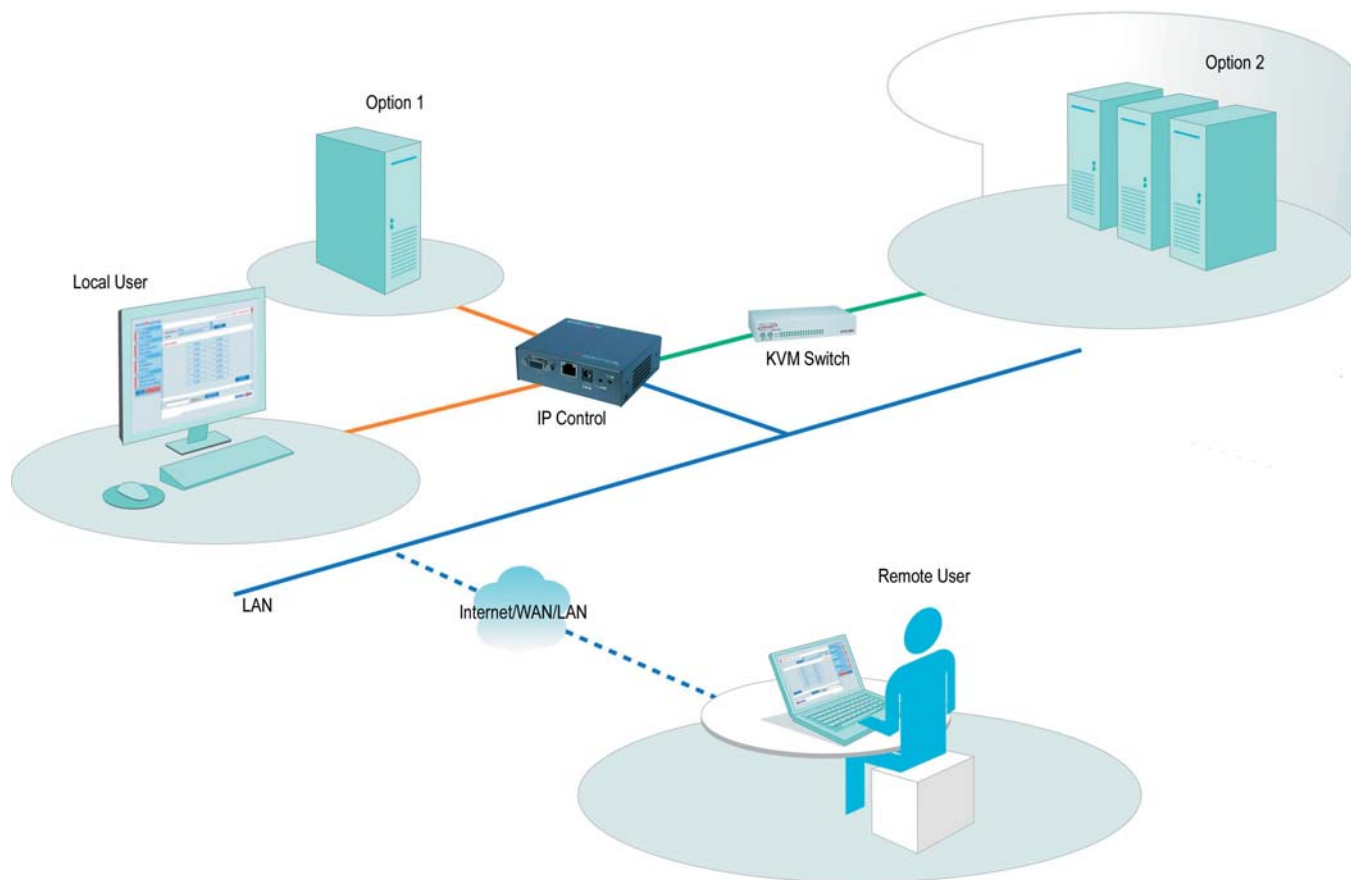 Option 2
Option 1
Local User
KVM Switch
IP Control
Remote User
LAN
Internet/WAN/LAN